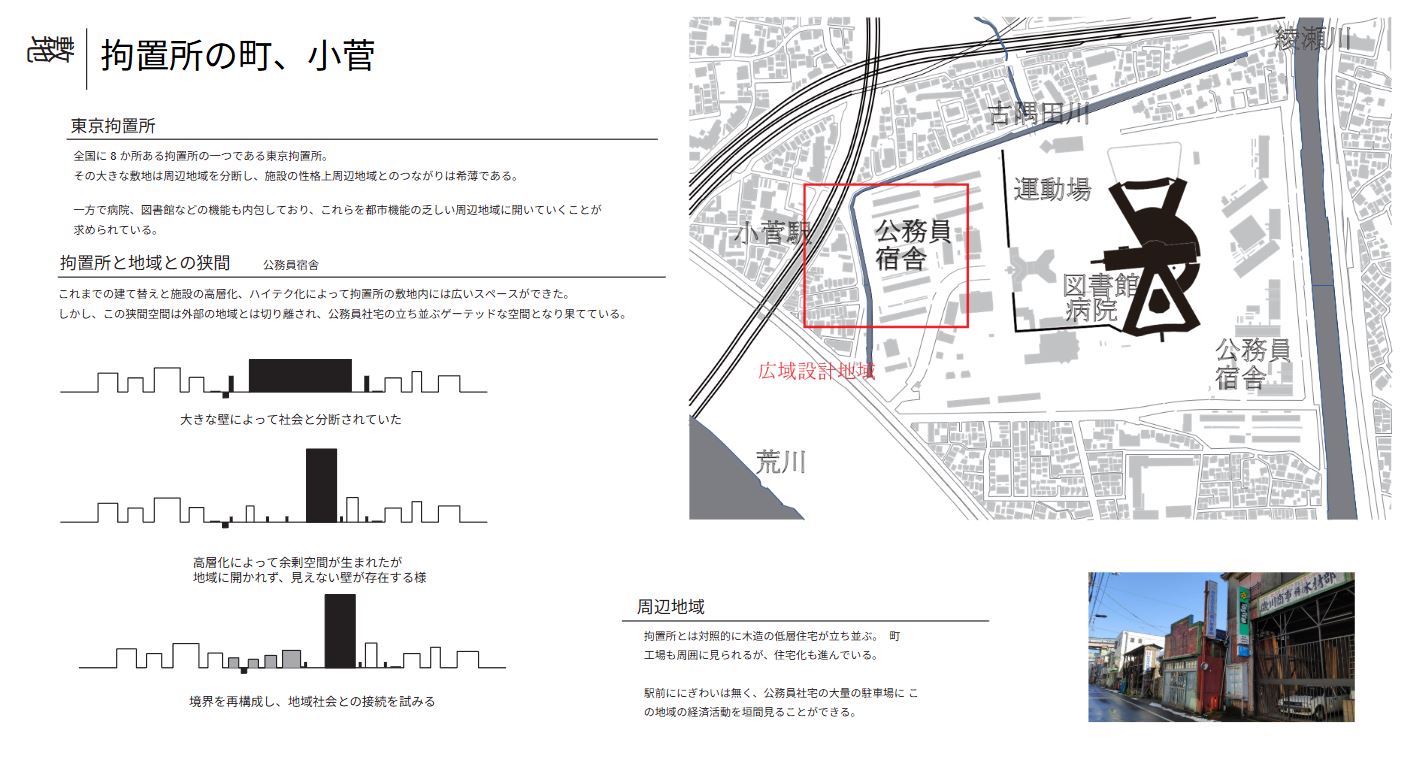 敷地
拘置所の町、小菅
東京拘置所
全国に 8 か所ある拘置所の一つである東京拘置所。
その大きな敷地は周辺地域を分断し、施設の性格上周辺地域とのつながりは希薄である。
一方で病院、図書館などの機能も内包しており、これらを都市機能の乏しい周辺地域に開いていくことが
求められている。
拘置所と地域との狭間 公務員宿舎
これまでの建て替えと施設の高層化、ハイテク化によって拘置所の敷地内には広いスペースができた。
しかし、この狭間空間は外部の地域とは切り離され、公務員社宅の立ち並ぶゲーテッドな空間となり果てている。
大きな壁によって社会と分断されていた
高層化によって余剰空間が生まれたが
地域に開かれず、見えない壁が存在する様
境界を再構成し、地域社会との接続を試みる
綾瀬川
古隅田川
運動場
小菅駅
公務員
宿舎
図書館
病院
公務員
宿舎
広域設計地域
荒川
周辺地域
拘置所とは対照的に木造の低層住宅が立ち並ぶ。 町
工場も周囲に見られるが、住宅化も進んでいる。
駅前ににぎわいは無く、公務員社宅の大量の駐車場に こ
の地域の経済活動を垣間見ることができる。